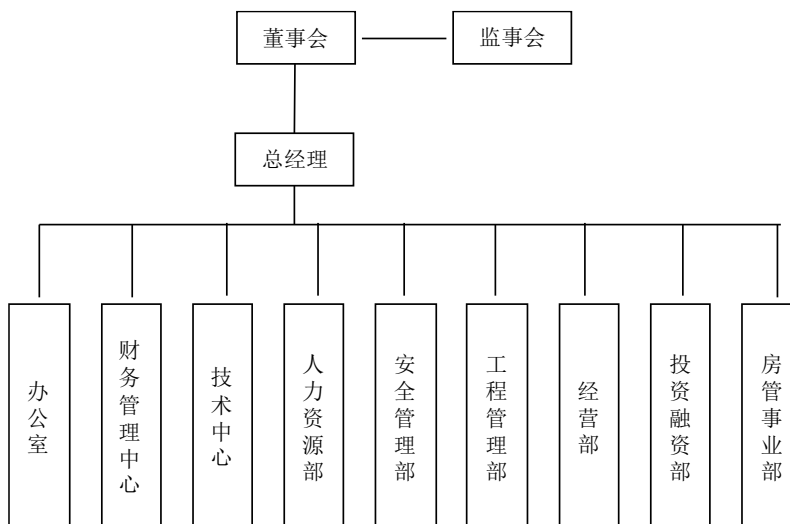 董事会
监事会
总经理
办公室
财务管理中心
技术中心
人力资源部
安全管理部
工程管理部
经营部
投资融资部
房管事业部